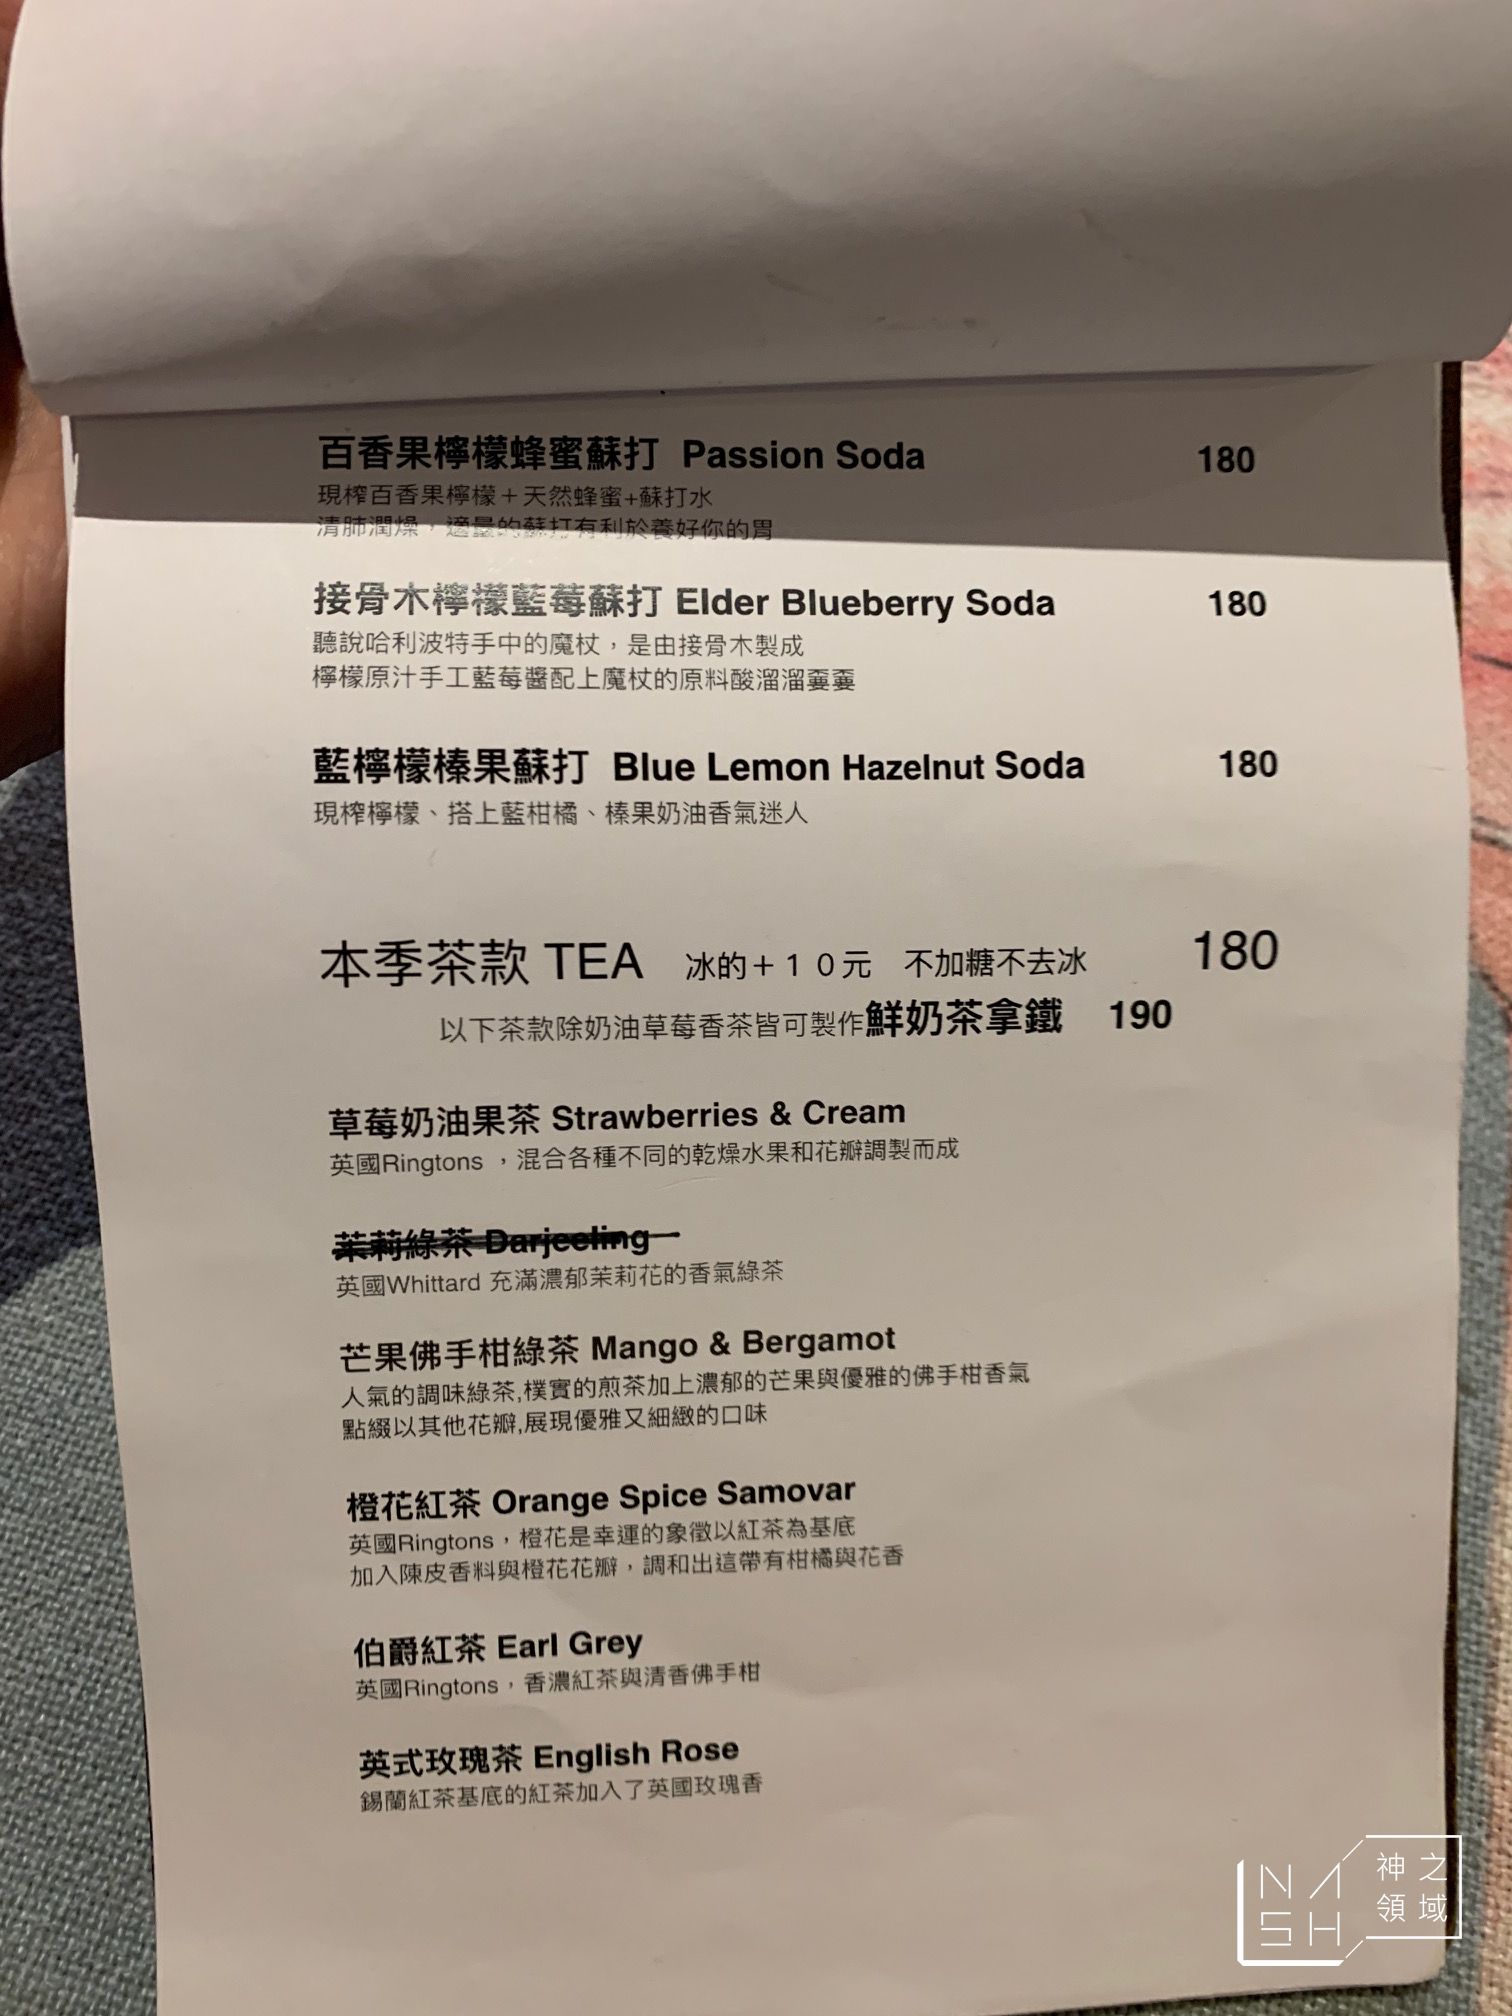 百香果檸檬蜂蜜蘇打 Passion Soda 180
現榨百香果檸檬＋天然蜂蜜+蘇打水
清肺潤燥，適量的蘇打有利於養好你的胃
接骨木檸檬藍莓蘇打 Elder Blueberry Soda 180
聽說哈利波特手中的魔杖，是由接骨木製成
檸檬原汁手工藍莓醬配上魔杖的原料酸溜溜嗇嗇
藍檸檬榛果蘇打 Blue Lemon Hazelnut Soda 180
現榨檸檬、搭上藍柑橘、榛果奶油香氣迷人
本季茶款 TEA 冰的＋１０元 不加糖不去冰 180
以下茶款除奶油草莓香茶皆可製作鮮奶茶拿鐵 190
草莓奶油果茶 Strawberries & Cream
英國Ringtons ，混合各種不同的乾燥水果和花瓣調製而成
茉莉綠茶 Darjeeling
英國Whittard 充滿濃郁茉莉花的香氣綠茶
芒果佛手柑綠茶 Mango & Bergamot
人氣的調味綠茶,樸實的煎茶加上濃郁的芒果與優雅的佛手柑香氣
點綴以其他花瓣,展現優雅又細緻的口味
橙花紅茶 Orange Spice Samovar
英國Ringtons，橙花是幸運的象徵以紅茶為基底
加入陳皮香料與橙花花瓣，調和出這帶有柑橘與花香
伯爵紅茶 Earl Grey
英國Ringtons，香濃紅茶與清香佛手柑
英式玫瑰茶 English Rose
錫蘭紅茶基底的紅茶加入了英國玫瑰香
NASH 神之領域